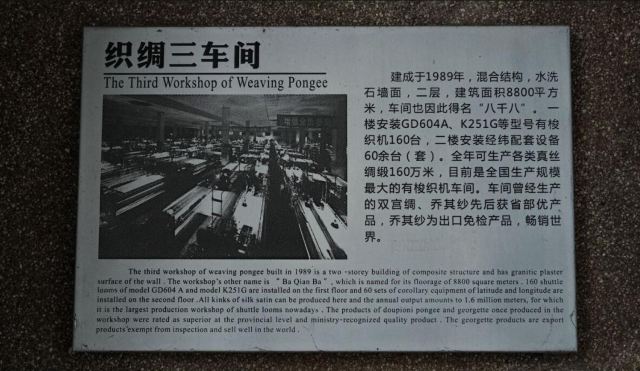 织绸三车间
The Third Workshop of Weaving Pongee
建成于1989年，混合结构，水洗
石墙面，二层，建筑面积8800平方
米，车间也因此得名“八千八”。一
楼安装GD604A、K251G等型号有梭
织机160台，二楼安装经纬配套设备
60余台（套）。全年可生产各类真丝
绸缎160万米，目前是全国生产规模
最大的有梭织机车间。车间曾经生产
的双宫绸、乔其纱先后获省部优产
品，乔其纱为出口免检产品，畅销世
界。
The third workshop of weaving pongee built in 1989 is a two -storey building of composite structure and has granitic plaster
surface of the wall . The workshop's other name is “ Ba Qian Ba ”, which is named for its floorage of 8800 square meters . 160 shuttle
looms of model GD604 A and model K251G are installed on the first floor and 60 sets of corollary equipment of latitude and longitude are
installed on the second floor .All kinks of silk satin can be produced here and the annual output amounts to 1.6 million meters, for which
it is the largest production workshop of shuttle looms nowadays . The products of doupioni pongee and georgette once produced in the
workshop were rated as superior at the provincial level and ministry-recognized quality product . The georgette products are export
products exempt from inspection and sell well in the world .